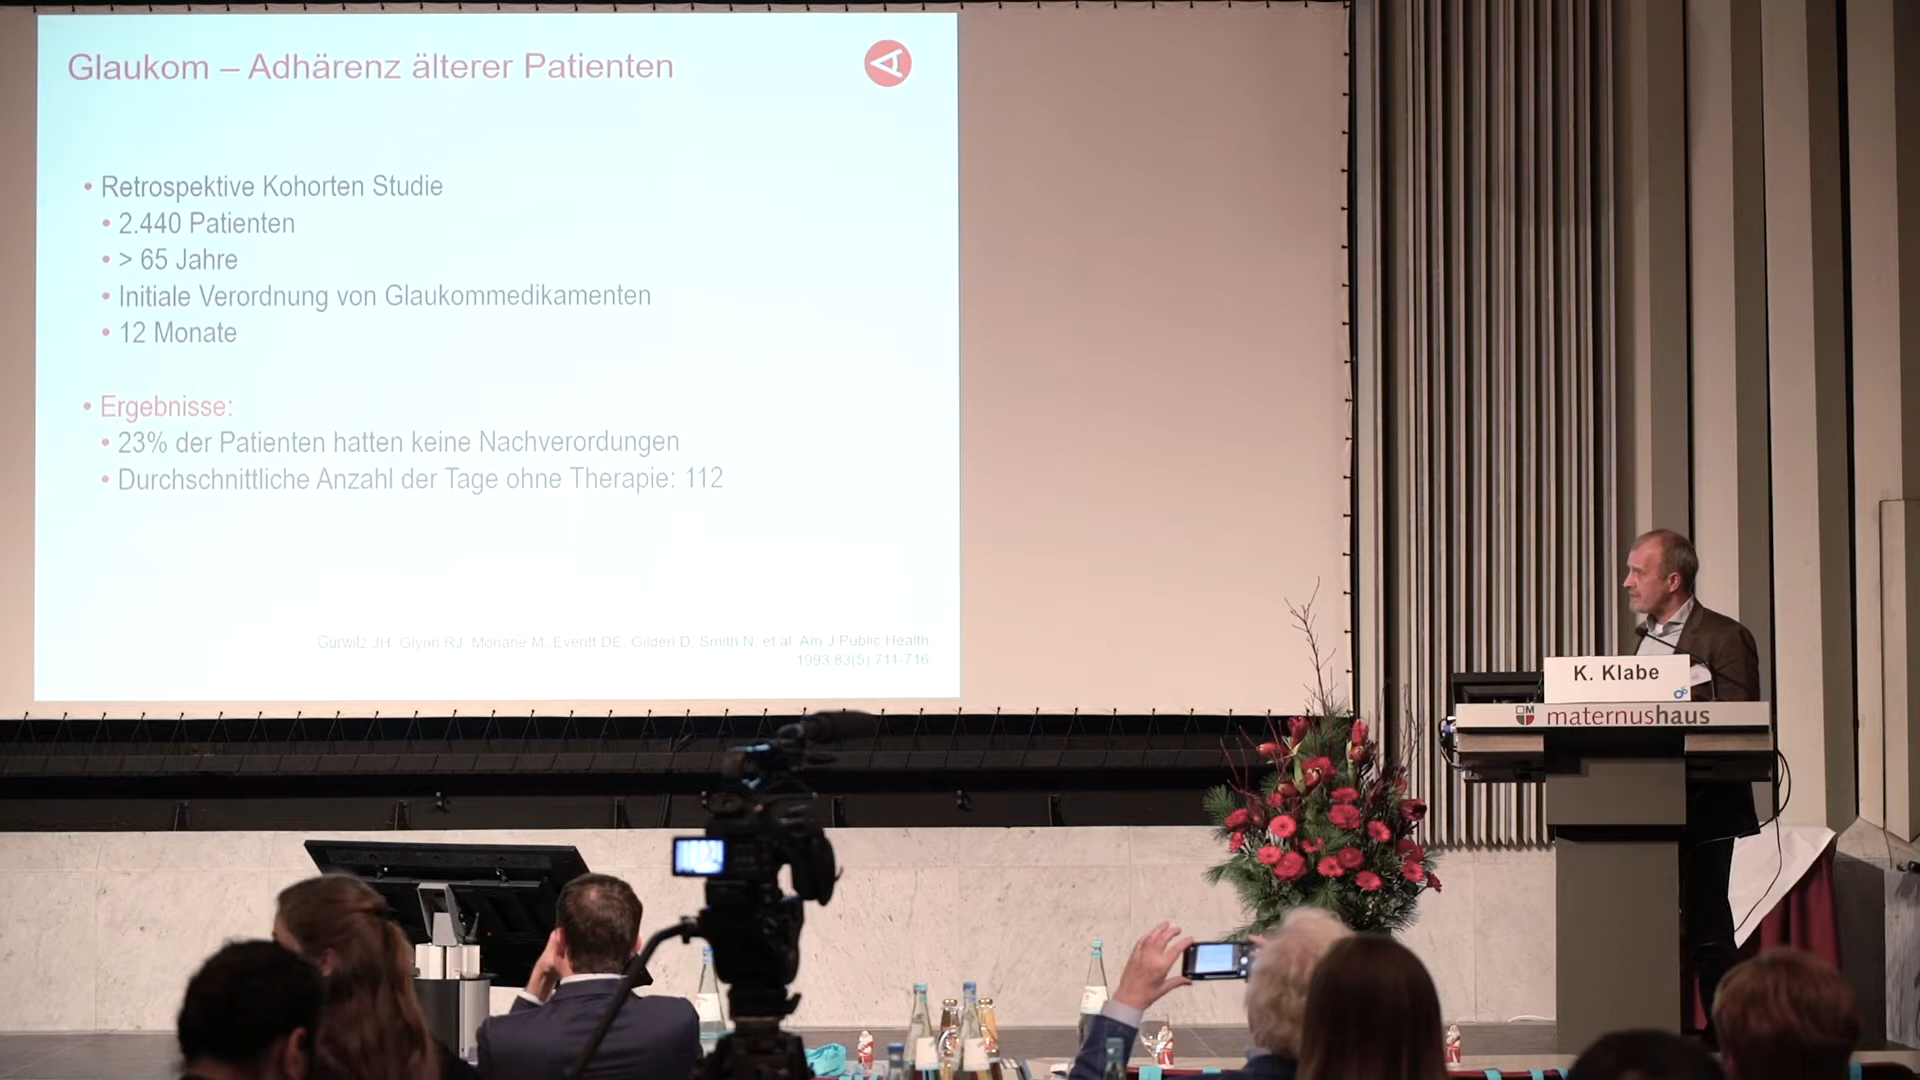 Glaukom – Adhärenz älterer Patienten
• Retrospektive Kohorten Studie
• 2.440 Patienten
• > 65 Jahre
• Initiale Verordnung von Glaukommedikamenten
• 12 Monate
• Ergebnisse:
• 23% der Patienten hatten keine Nachverordungen
• Durchschnittliche Anzahl der Tage ohne Therapie: 112
Gurwitz JH, Glynn RJ, Monane M, Everitt DE, Gilden D, Smith N, et al. Am J Public Health.
1993;83(5):711-716.
K. Klabe
maternushaus